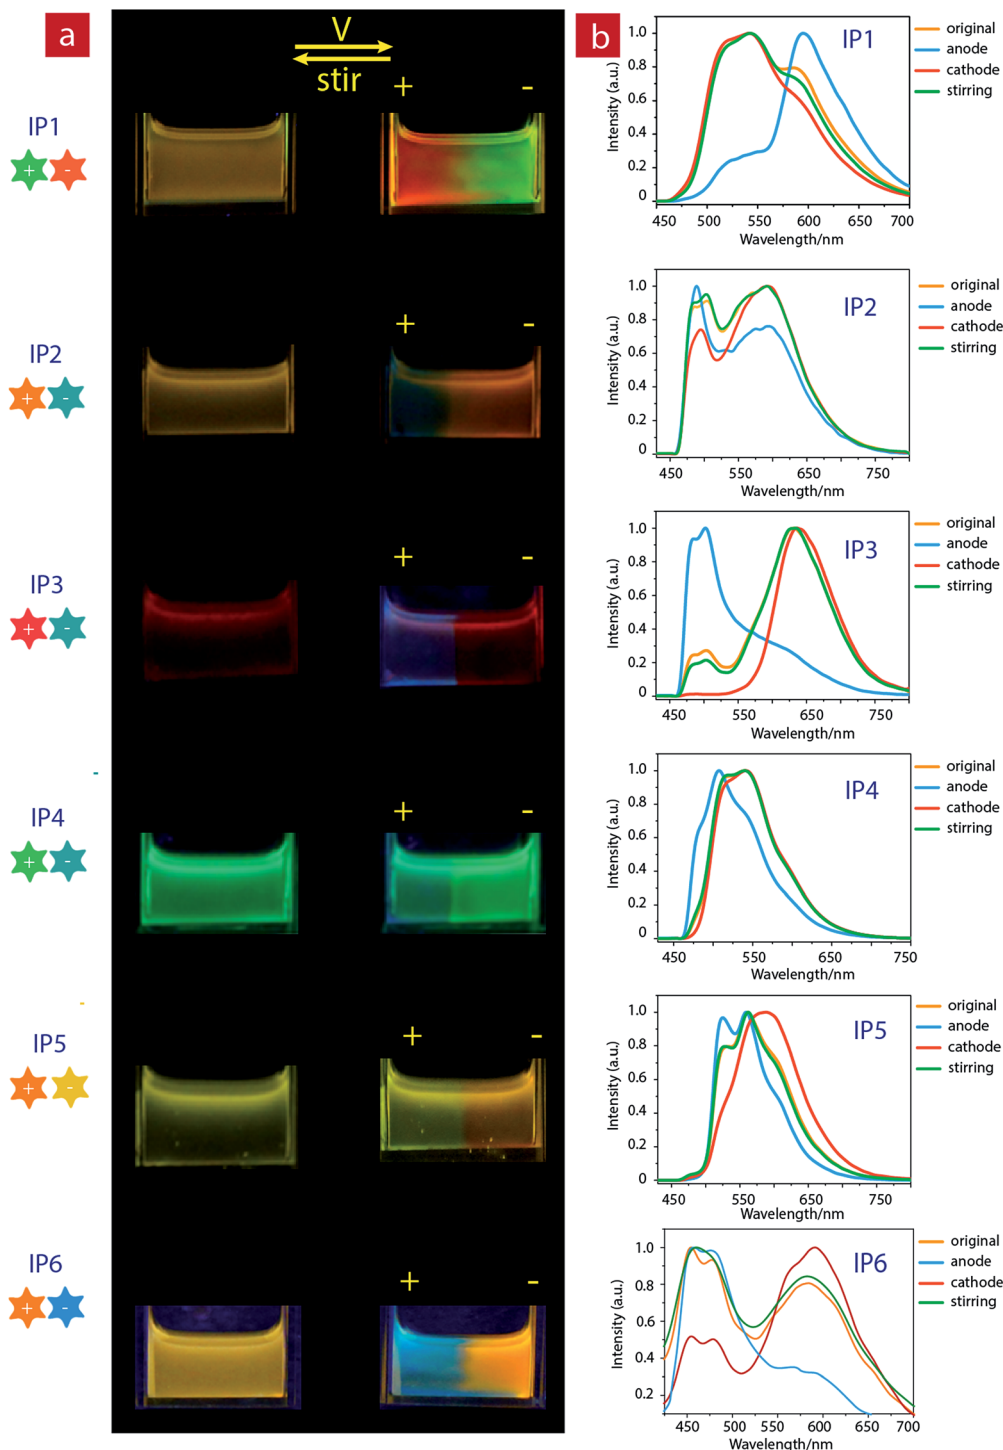 a
V
stir
+ -
IP1
+ -
+ -
IP2
+ -
+ -
IP3
+ -
+ -
IP4
+ -
+ -
IP5
+ -
+ -
IP6
+ -
b
IP1
original
anode
cathode
stirring
Intensity (a.u.)
1.0
0.8
0.6
0.4
0.2
0
450 500 550 600 650 700
Wavelength/nm
IP2
original
anode
cathode
stirring
Intensity (a.u.)
1.0
0.8
0.6
0.4
0.2
0
450 550 650 750
Wavelength/nm
IP3
original
anode
cathode
stirring
Intensity (a.u.)
1.0
0.8
0.6
0.4
0.2
0
450 550 650 750
Wavelength/nm
IP4
original
anode
cathode
stirring
Intensity (a.u.)
1.0
0.8
0.6
0.4
0.2
0
450 550 650 750
Wavelength/nm
IP5
original
anode
cathode
stirring
Intensity (a.u.)
1.0
0.8
0.6
0.4
0.2
0
450 550 650 750
Wavelength/nm
IP6
original
anode
cathode
stirring
Intensity (a.u.)
1.0
0.8
0.6
0.4
0.2
450 500 550 600 650 700
Wavelength/nm